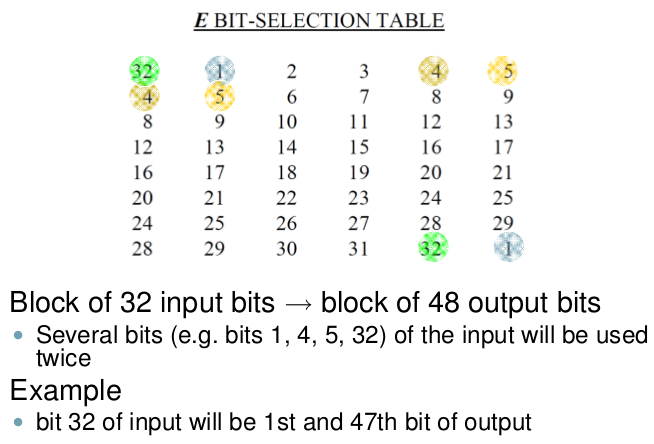 E BIT-SELECTION TABLE
32 1 2 3 4 5
4 5 6 7 8 9
8 9 10 11 12 13
12 13 14 15 16 17
16 17 18 19 20 21
20 21 22 23 24 25
24 25 26 27 28 29
28 29 30 31 32 1
Block of 32 input bits → block of 48 output bits
• Several bits (e.g. bits 1, 4, 5, 32) of the input will be used
twice
Example
• bit 32 of input will be 1st and 47th bit of output